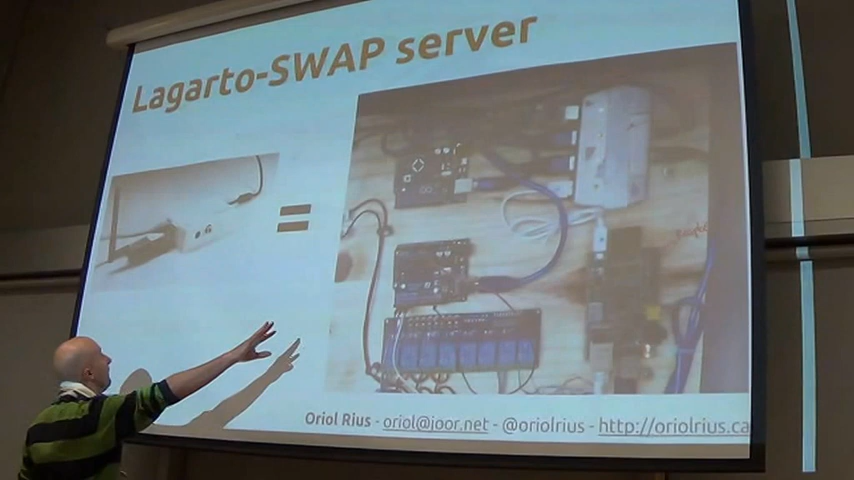 Lagarto-SWAP server
=
Oriol Rius - oriol@joor.net - @oriolrius - http://oriolrius.ca